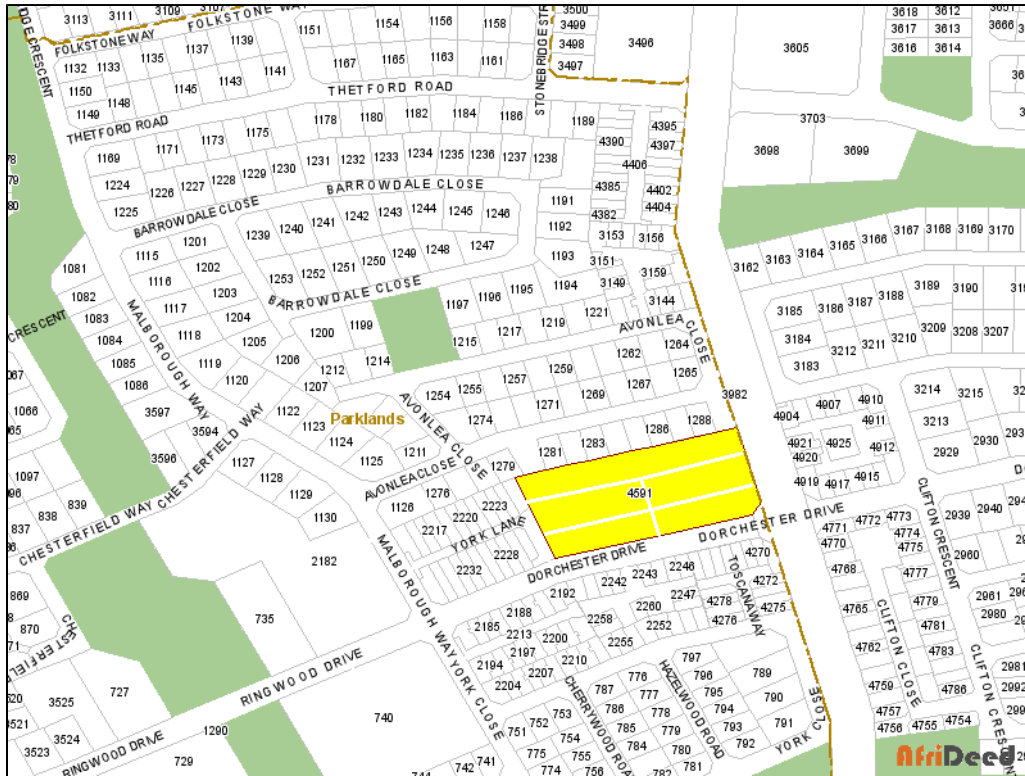 3113 3111 3109 3107 FOLKSTONE WAY 1151 1154 1156 1158 3500 3499 3496 3618 3612 3651
FOLKSTONEWAY 1137 1139 3498 3605 3617 3613 3666
1132 1133 1135 1167 1165 1163 1161 3497 3616 3614
1150 1148 1145 1143 1141 THETFORD ROAD
1149 THETFORD ROAD 1173 1175 1178 1180 1182 1184 1186 1189 4395 3703
1169 1171 1231 1232 1233 1234 1235 1236 1237 1238 4390 4397 3698 3699
1224 1226 1227 1228 1229 1230 4406
1225 BARROWDALE CLOSE BARROWDALE CLOSE 4385 4402
1191 4382 4404
1239 1240 1241 1242 1243 1244 1245 1246 1192 3153 3156 3162 3163 3164 3165 3166 3167 3168 3169 3170
1115 1201 1253 1252 1251 1250 1249 1248 1247 1193 3151 3159
1081 1116 1202 BARROWDALE CLOSE 1197 1196 1195 1194 3149 3144 3185 3186 3187 3188 3189 3190
1082 1117 1203
CRESCENT 1083 MALBOROUGH WAY 1118 1204 1200 1199 1215 1217 1219 1221 AVONLEA CLOSE 3184 3212 3211 3210 3209 3208 3207
1084 1119 1205 1212 1214 1257 1259 1262 1264 3183
1085 1120 1206 1207 1254 1255 1269 1267 1265 3982 3214 3215
1086 3597 1122 1123 Parklands AVONLEA CLOSE 1274 1271 4904 4907 4910 4911 3213
1066 3594 1124 1281 1283 1286 1288 4921 4925 4912 2930
3596 CHESTERFIELD WAY 1125 1211 1279 4920 2929
1097 1127 1128 AVONLEACLOSE 4591 4919 4917 4915
838 839 1129 1126 1276 2223
837 1130 2217 2220 YORK LANE DORCHESTER DRIVE 4771 4772 4773 CLIFTON CRESCENT 2939 2940
CHESTERFIELD WAY 2182 MALBOROUGH WAY 2228 DORCHESTER DRIVE 4270 4770 4774 4775 2960
869 2232 2242 2243 2246 TOSCANAWAY 4272 4768 4777
870 735 2192 2258 2260 2247 4278 4275 4765 4779 2961
2185 2188 2213 2200 2255 2252 4276 4781 2980
RINGWOOD DRIVE 2194 2197 2210 797 789 4762 CLIFTON CLOSE 4783 2981
3525 727 2204 2207 787 776 796 790 4759 4786
3524 740 YORK CLOSE CHERRYWOOD ROAD HAZELWOOD ROAD 795 794 791 4757 CLIFTON CRESCENT
3523 1290 752 753 786 777 778 793 792 YORK CLOSE 4756 4755 4754
RINGWOOD DRIVE 729 742 741 775 754 755 785 784 779 780
774 756 782 781 AfriDeed